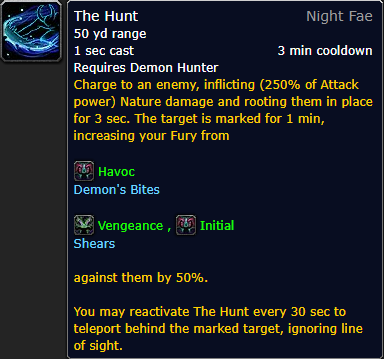 The Hunt Night Fae
50 yd range
1 sec cast 3 min cooldown
Requires Demon Hunter
Charge to an enemy, inflicting (250% of Attack
power) Nature damage and rooting them in place
for 3 sec. The target is marked for 1 min,
increasing your Fury from
Havoc
Demon's Bites
Vengeance , Initial
Shears
against them by 50%.
You may reactivate The Hunt every 30 sec to
teleport behind the marked target, ignoring line
of sight.